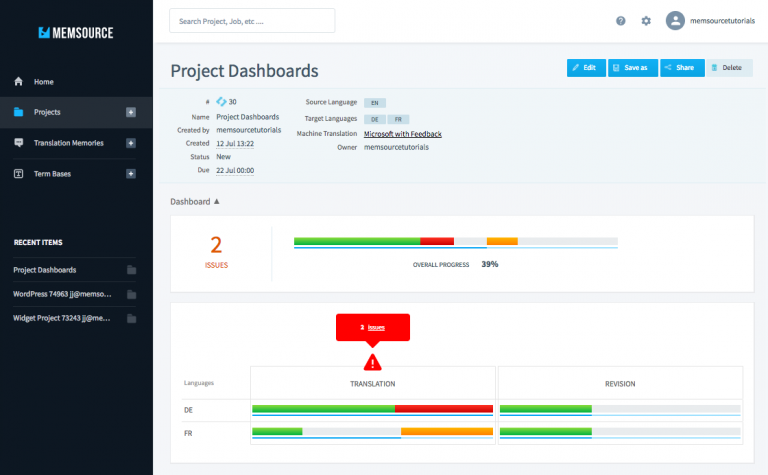 MEMSOURCE
Search Project, Job, etc ....
memsourcetutorials
Home
Projects
Translation Memories
Term Bases
RECENT ITEMS
Project Dashboards
WordPress 74963 jj@memso...
Widget Project 73243 jj@me...
Project Dashboards
Edit
Save as
Share
Delete
# 30
Name Project Dashboards
Created by memsourcetutorials
Created 12 Jul 13:22
Status New
Due 22 Jul 00:00
Source Language EN
Target Languages DE FR
Machine Translation Microsoft with Feedback
Owner memsourcetutorials
Dashboard
2
ISSUES
OVERALL PROGRESS 39%
Issues
Languages TRANSLATION REVISION
DE
FR